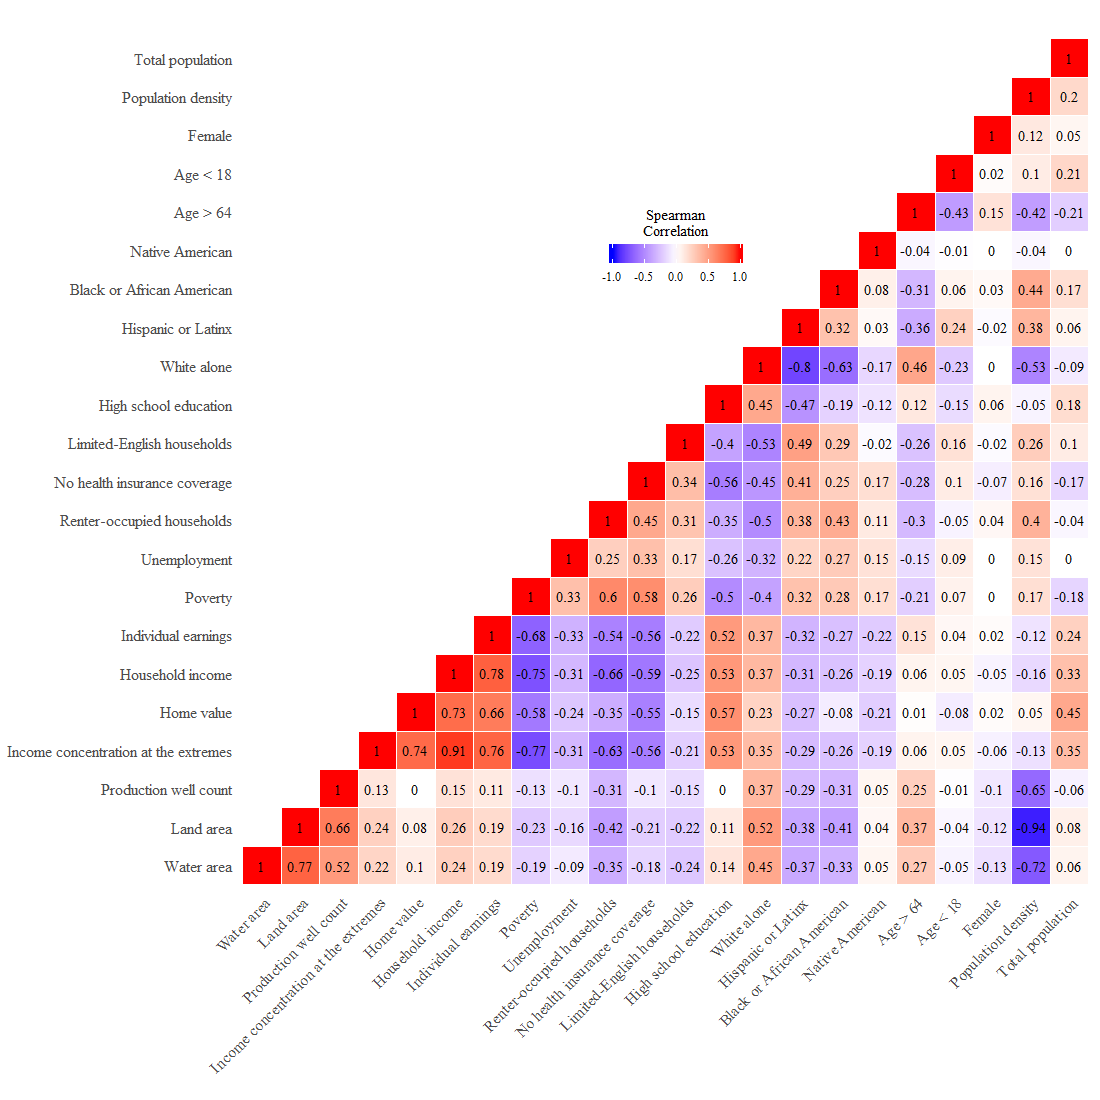 Total population 1
Population density 1 0.2
Female 1 0.12 0.05
Age < 18 1 0.02 0.1 0.21
Age > 64 1 -0.43 0.15 -0.42 -0.21
Spearman
Correlation
-1.0 -0.5 0.0 0.5 1.0
Native American 1 -0.04 -0.01 0 -0.04 0
Black or African American 1 0.08 -0.31 0.06 0.03 0.44 0.17
Hispanic or Latinx 1 0.32 0.03 -0.36 0.24 -0.02 0.38 0.06
White alone 1 -0.8 -0.63 -0.17 0.46 -0.23 0 -0.53 -0.09
High school education 1 0.45 -0.47 -0.19 -0.12 0.12 -0.15 0.06 -0.05 0.18
Limited-English households 1 -0.4 -0.53 0.49 0.29 -0.02 -0.26 0.16 -0.02 0.26 0.1
No health insurance coverage 1 0.34 -0.56 -0.45 0.41 0.25 0.17 -0.28 0.1 -0.07 0.16 -0.17
Renter-occupied households 1 0.45 0.31 -0.35 -0.5 0.38 0.43 0.11 -0.3 -0.05 0.04 0.4 -0.04
Unemployment 1 0.25 0.33 0.17 -0.26 -0.32 0.22 0.27 0.15 -0.15 0.09 0 0.15 0
Poverty 1 0.33 0.6 0.58 0.26 -0.5 -0.4 0.32 0.28 0.17 -0.21 0.07 0 0.17 -0.18
Individual earnings 1 -0.68 -0.33 -0.54 -0.56 -0.22 0.52 0.37 -0.32 -0.27 -0.22 0.15 0.04 0.02 -0.12 0.24
Household income 1 0.78 -0.75 -0.31 -0.66 -0.59 -0.25 0.53 0.37 -0.31 -0.26 -0.19 0.06 0.05 -0.05 -0.16 0.33
Home value 1 0.73 0.66 -0.58 -0.24 -0.35 -0.55 -0.15 0.57 0.23 -0.27 -0.08 -0.21 0.01 -0.08 0.02 0.05 0.45
Income concentration at the extremes 1 0.74 0.91 0.76 -0.77 -0.31 -0.63 -0.56 -0.21 0.53 0.35 -0.29 -0.26 -0.19 0.06 0.05 -0.06 -0.13 0.35
Production well count 1 0.13 0 0.15 0.11 -0.13 -0.1 -0.31 -0.1 -0.15 0 0.37 -0.29 -0.31 0.05 0.25 -0.01 -0.1 -0.65 -0.06
Land area 1 0.66 0.24 0.08 0.26 0.19 -0.23 -0.16 -0.42 -0.21 -0.22 0.11 0.52 -0.38 -0.41 0.04 0.37 -0.04 -0.12 -0.94 0.08
Water area 1 0.77 0.52 0.22 0.1 0.24 0.19 -0.19 -0.09 -0.35 -0.18 -0.24 0.14 0.45 -0.37 -0.33 0.05 0.27 -0.05 -0.13 -0.72 0.06
Water area
Land area
Production well count
Income concentration at the extremes
Home value
Household income
Individual earnings
Poverty
Unemployment
Renter-occupied households
No health insurance coverage
Limited-English households
High school education
White alone
Hispanic or Latinx
Black or African American
Native American
Age > 64
Age < 18
Female
Population density
Total population